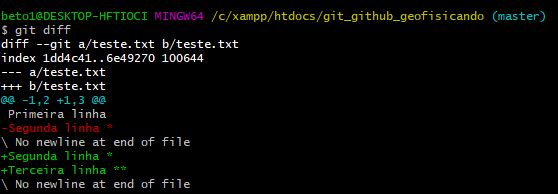 beto1@DESKTOP-HFTIOCI MINGW64 /c/xampp/htdocs/git_github_geofisicando (master)
$ git diff
diff --git a/teste.txt b/teste.txt
index 1dd4c41..6e49270 100644
--- a/teste.txt
+++ b/teste.txt
@@ -1,2 +1,3 @@
 Primeira linha
-Segunda linha *
\ No newline at end of file
+Segunda linha *
+Terceira linha **
\ No newline at end of file